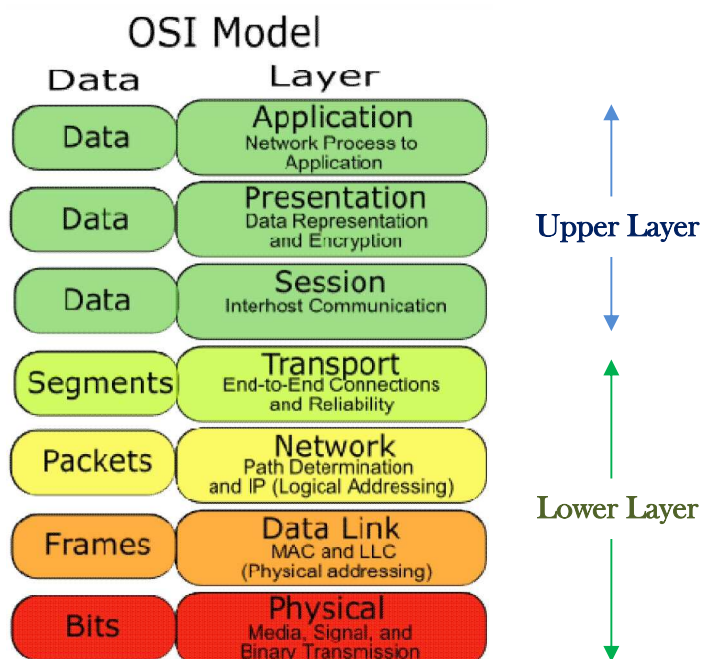 OSI Model
Data Layer
Data Application
Network Process to
Application
Data Presentation
Data Representation
and Encryption
Upper Layer
Data Session
Interhost Communication
Segments Transport
End-to-End Connections
and Reliability
Packets Network
Path Determination
and IP (Logical Addressing)
Lower Layer
Frames Data Link
MAC and LLC
(Physical addressing)
Bits Physical
Media, Signal, and
Binary Transmission